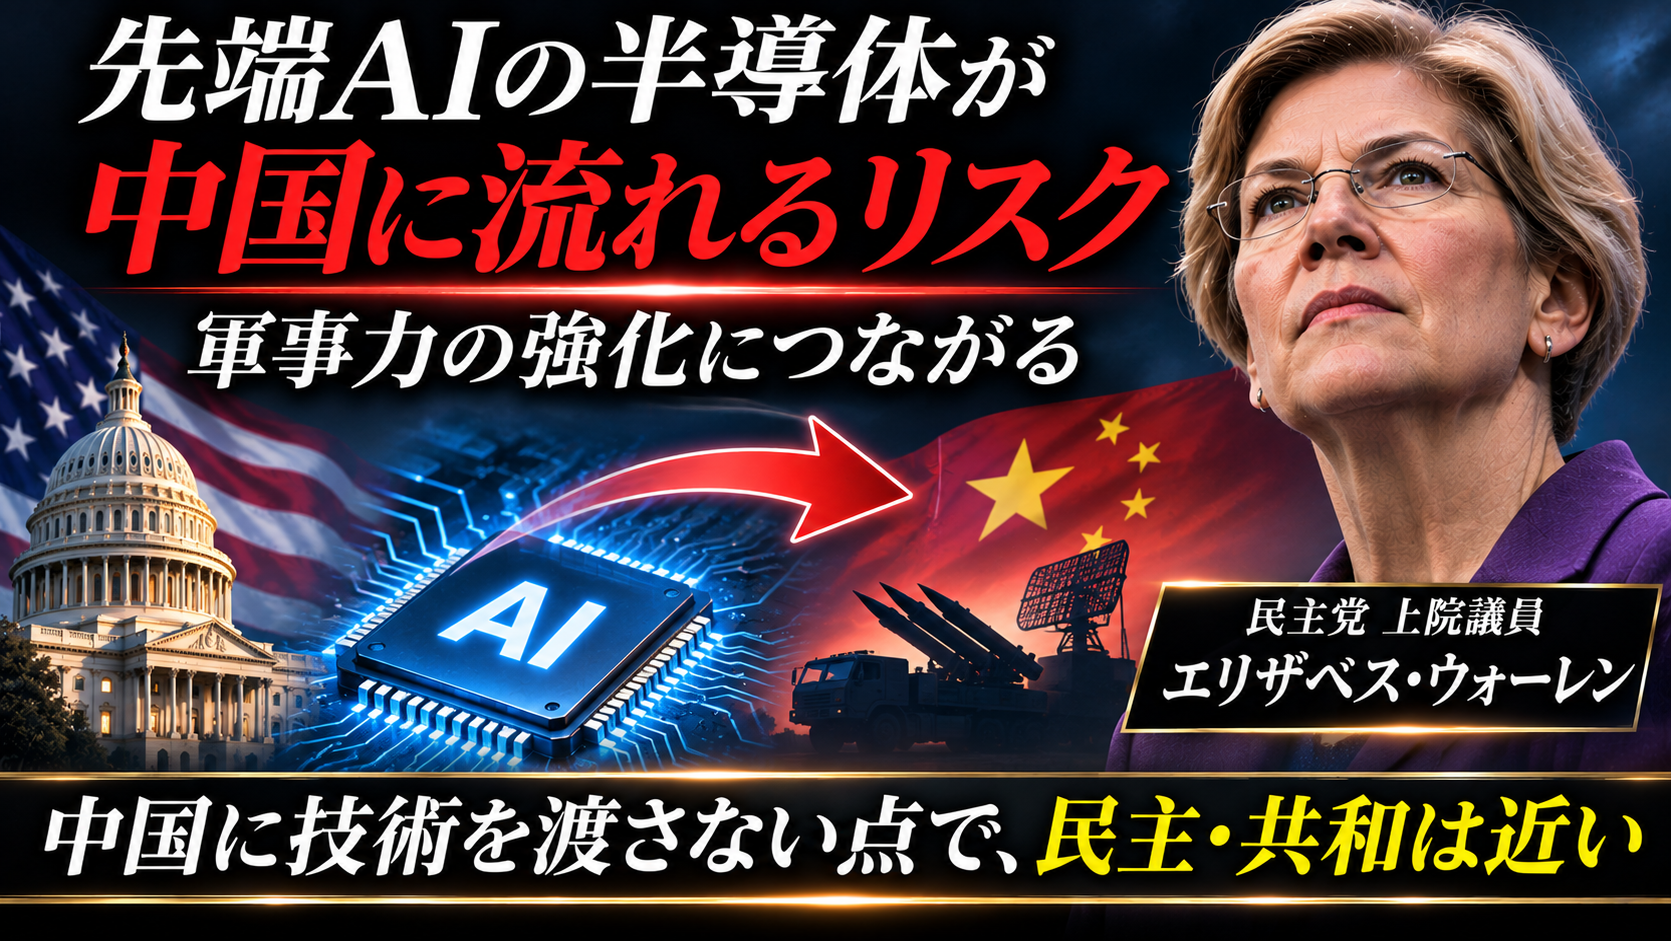 先端AIの半導体が
中国に流れるリスク
軍事力の強化につながる
AI
民主党 上院議員
エリザベス・ウォーレン
中国に技術を渡さない点で、民主・共和は近い